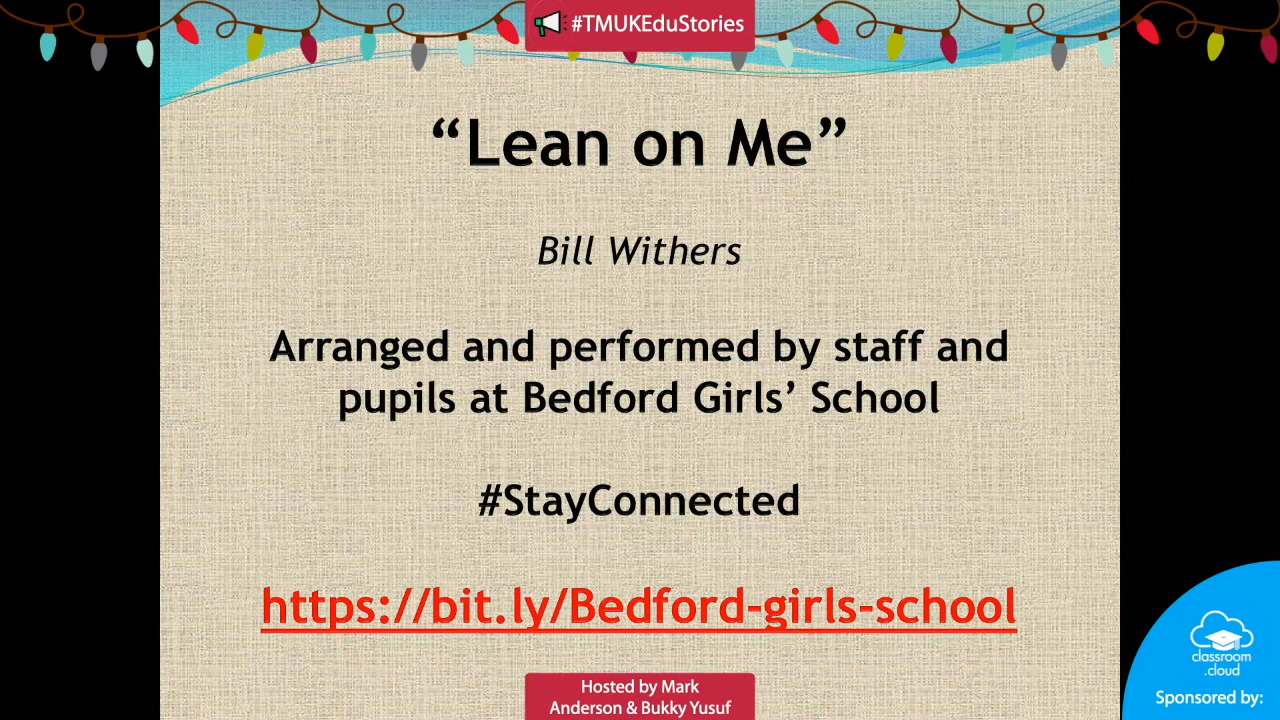 #TMUKEduStories
“Lean on Me”
Bill Withers
Arranged and performed by staff and
pupils at Bedford Girls’ School
#StayConnected
https://bit.ly/Bedford-girls-school
classroom
.cloud
Sponsored by:
Hosted by Mark
Anderson & Bukky Yusuf